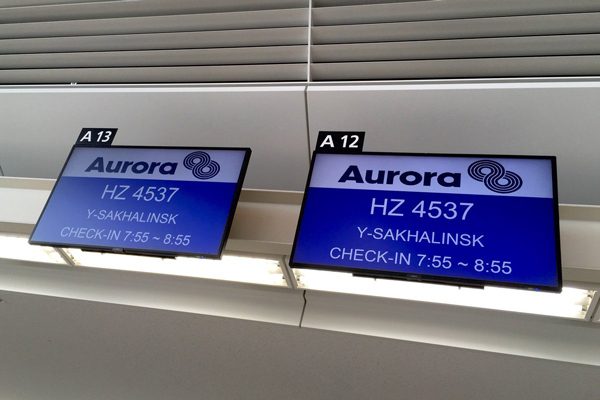 A 13
Aurora
HZ 4537
Y-SAKHALINSK
CHECK-IN 7:55 ~ 8:55
A 12
Aurora
HZ 4537
Y-SAKHALINSK
CHECK-IN 7:55 ~ 8:55